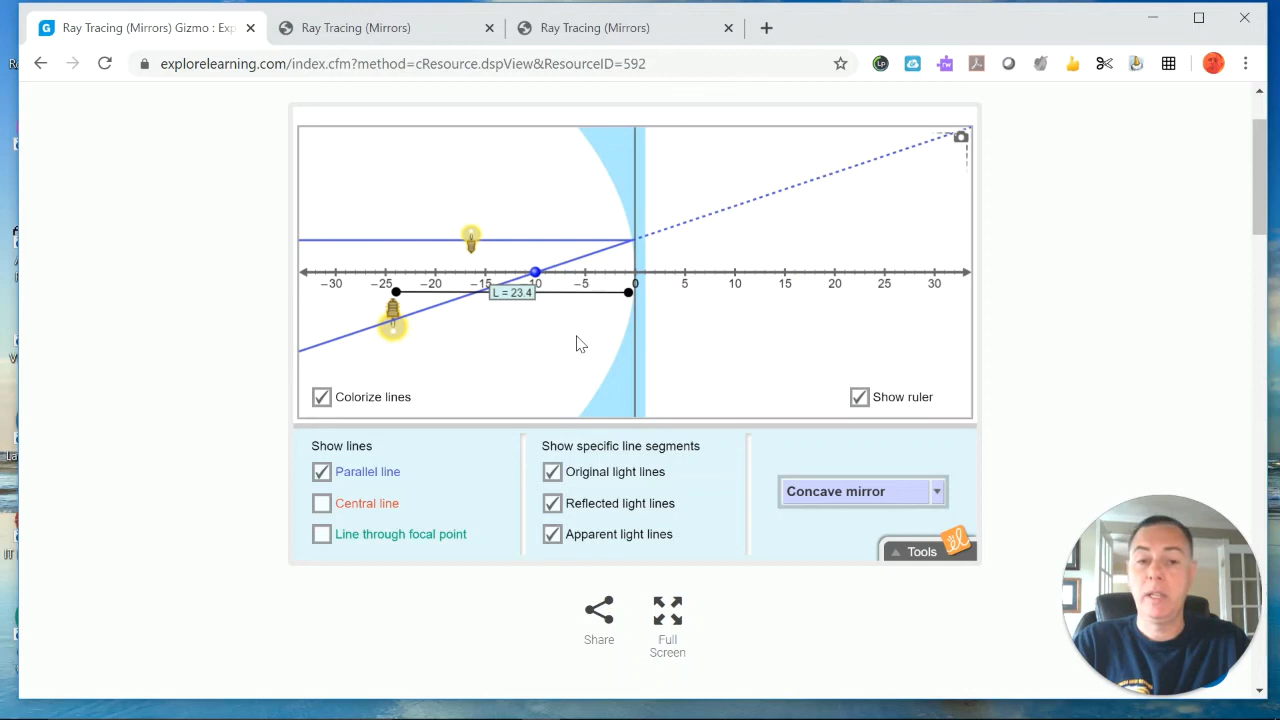 Ray Tracing (Mirrors) Gizmo : Exp
Ray Tracing (Mirrors)
Ray Tracing (Mirrors)
explorelearning.com/index.cfm?method=cResource.dspView&ResourceID=592
-30 -25 -20 -15 10 -5 0 5 10 15 20 25 30
L = 23.4
Colorize lines
Show ruler
Show lines
Parallel line
Central line
Line through focal point
Show specific line segments
Original light lines
Reflected light lines
Apparent light lines
Concave mirror
Tools
Share
Full
Screen